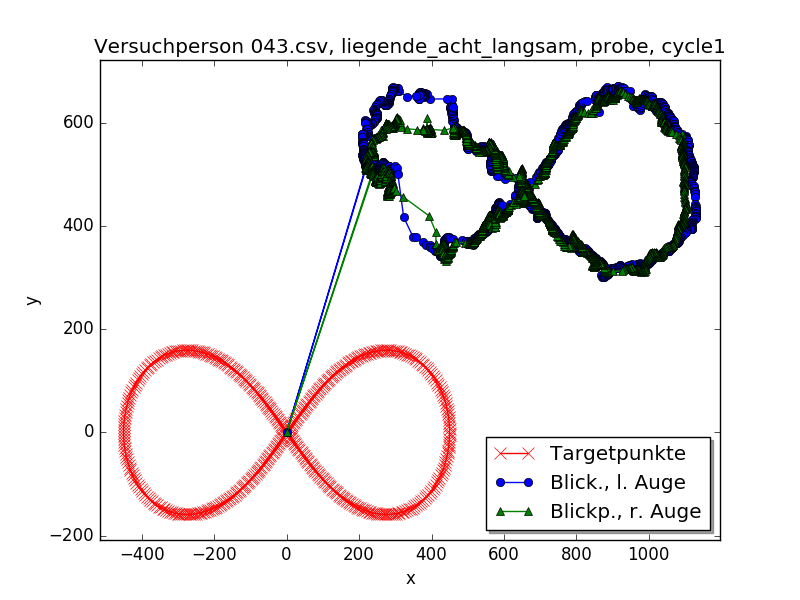 Versuchperson 043.csv, liegende_acht_langsam, probe, cycle1
600
400
200
0
−200
y
−400
−200
0
200
400
600
800
1000
x
Targetpunkte
Blick., l. Auge
Blickp., r. Auge